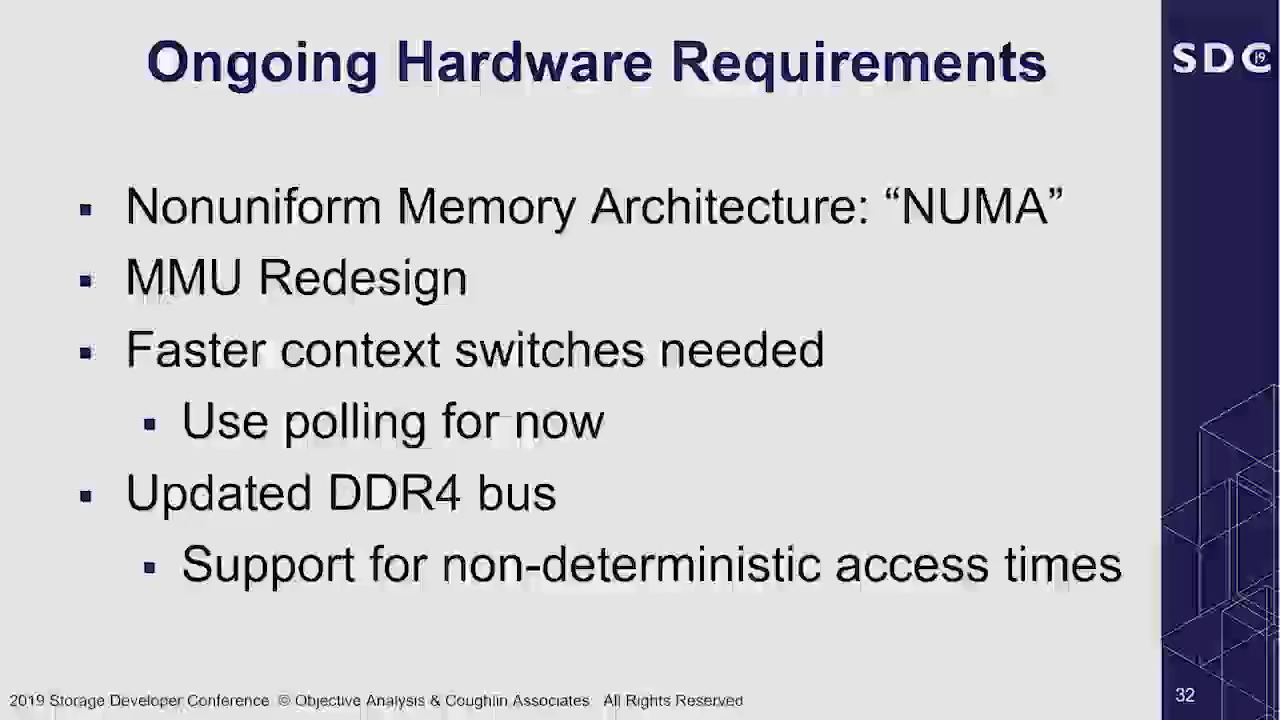 Ongoing Hardware Requirements
SDC
19
▪ Nonuniform Memory Architecture: “NUMA”
▪ MMU Redesign
▪ Faster context switches needed
▪ Use polling for now
▪ Updated DDR4 bus
▪ Support for non-deterministic access times
2019 Storage Developer Conference © Objective Analysis & Coughlin Associates All Rights Reserved
32